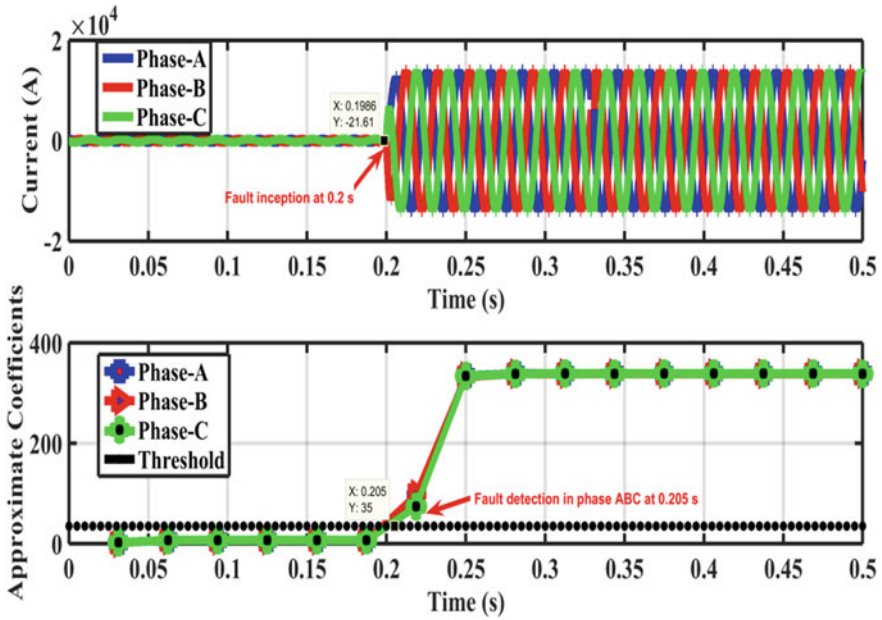 ×10⁴
2
0
-2
Current (A)
Phase-A
Phase-B
Phase-C
X: 0.1986
Y: -21.61
Fault inception at 0.2 s
0 0.05 0.1 0.15 0.2 0.25 0.3 0.35 0.4 0.45 0.5
Time (s)
400
200
0
Approximate Coefficients
Phase-A
Phase-B
Phase-C
Threshold
X: 0.205
Y: 35
Fault detection in phase ABC at 0.205 s
0 0.05 0.1 0.15 0.2 0.25 0.3 0.35 0.4 0.45 0.5
Time (s)